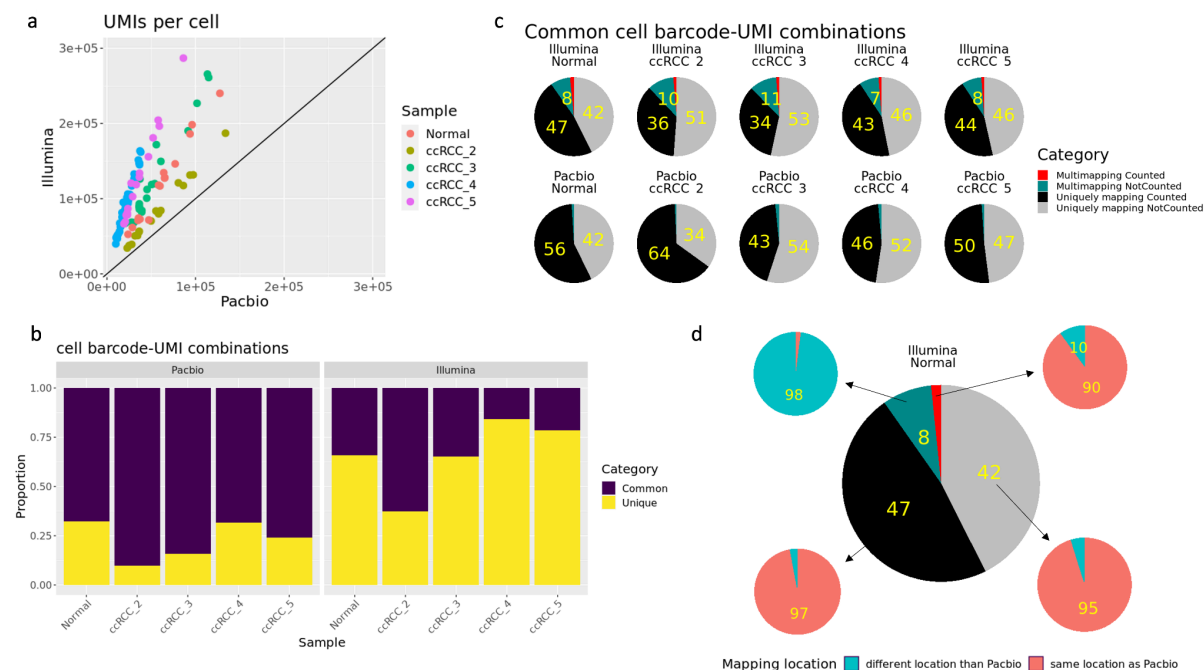 a
UMIs per cell
3e+05
2e+05
1e+05
0e+00
Illumina
0e+00 1e+05 2e+05 3e+05
Pacbio
Sample
Normal
ccRCC_2
ccRCC_3
ccRCC_4
ccRCC_5
b
cell barcode-UMI combinations
Pacbio Illumina
1.00
0.75
0.50
0.25
0.00
Proportion
Normal ccRCC_2 ccRCC_3 ccRCC_4 ccRCC_5 Normal ccRCC_2 ccRCC_3 ccRCC_4 ccRCC_5
Sample
Category
Common
Unique
c
Common cell barcode-UMI combinations
Illumina Illumina Illumina Illumina Illumina
Normal ccRCC_2 ccRCC_3 ccRCC_4 ccRCC_5
8 42 10 51 11 53 7 46 8 46
47 36 34 43 44
Pacbio Pacbio Pacbio Pacbio Pacbio
Normal ccRCC_2 ccRCC_3 ccRCC_4 ccRCC_5
56 42 64 34 43 54 46 52 50 47
Category
Multimapping Counted
Multimapping NotCounted
Uniquely mapping Counted
Uniquely mapping NotCounted
d
Illumina
Normal
98
10
90
8
42
47
97
95
Mapping location different location than Pacbio same location as Pacbio